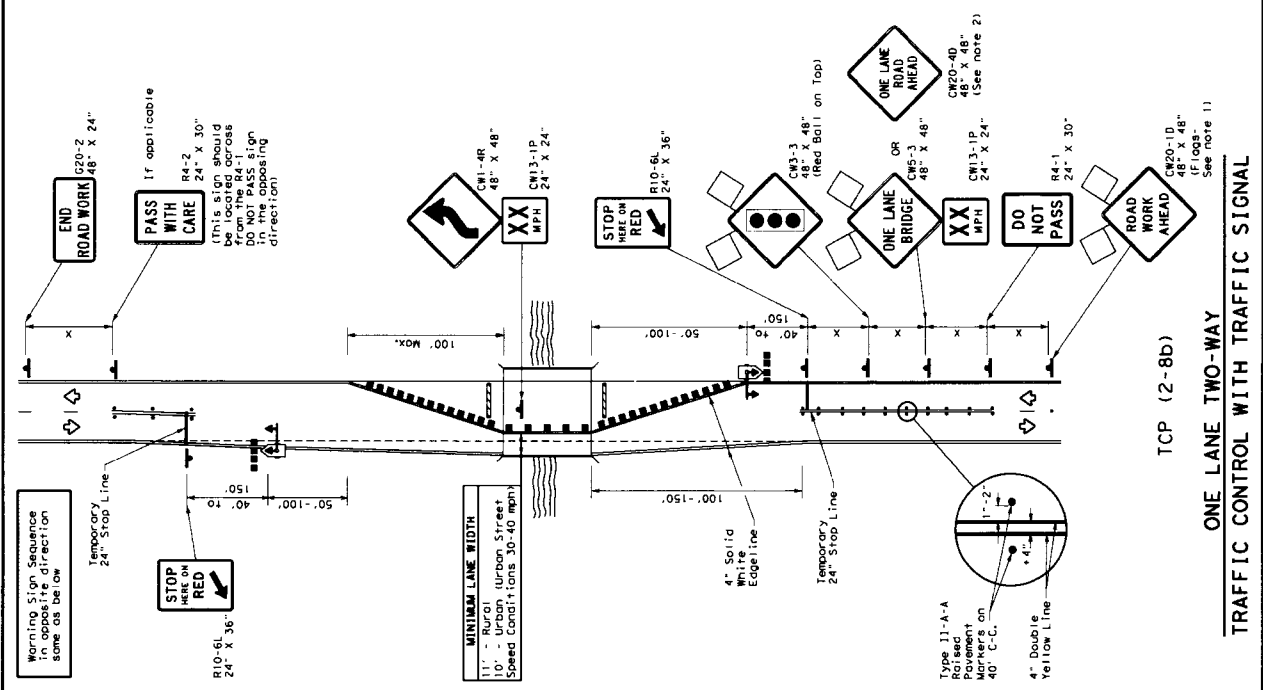 END
ROAD WORK
G20-2
48" X 24"
PASS
WITH
CARE
If applicable
R4-2
24" X 30"
(This sign should
be located across
from the R4-1
DO NOT PASS sign
in the opposing
direction)
X
Warning Sign Sequence
in opposite direction
same as below
Temporary
24" Stop Line
STOP
HERE ON
RED
R10-6L
24" X 36"
40' to
150'
50'-100'
100' Max.
CW1-4R
48" X 48"
XX
MPH
CW13-1P
24" X 24"
MINIMUM LANE WIDTH
11' - Rural
10' - Urban (Urban Street
Speed Conditions 30-40 mph)
STOP
HERE ON
RED
R10-6L
24" X 36"
50'-100'
40' to
150'
100'-150'
4" Solid
White
Edgeline
Temporary
24" Stop Line
CW3-3
48" X 48"
(Red Ball on Top)
ONE LANE
BRIDGE
OR
CW5-3
48" X 48"
ONE LANE
ROAD
AHEAD
CW20-4D
48" X 48"
(See note 2)
XX
MPH
CW13-1P
24" X 24"
DO
NOT
PASS
R4-1
24" X 30"
ROAD
WORK
AHEAD
CW20-1D
48" X 48"
(Flags-
See note 1)
X
X
X
X
Type II-A-A
Raised
Pavement
Markers on
40' C-C.
4" Double
Yellow Line
1"-2"
+4"
TCP (2-8b)
ONE LANE TWO-WAY
TRAFFIC CONTROL WITH TRAFFIC SIGNAL